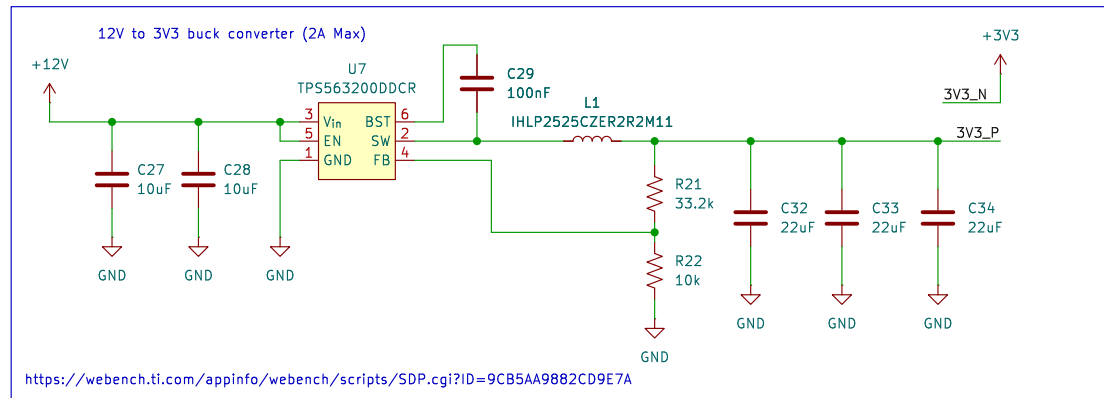 12V to 3V3 buck converter (2A Max)
+12V
U7
TPS563200DDCR
3 Vin BST 6
5 EN SW 2
1 GND FB 4
C29
100nF
L1
IHLP2525CZER2R2M11
+3V3
3V3_N
3V3_P
C27
10uF
C28
10uF
R21
33.2k
R22
10k
C32
22uF
C33
22uF
C34
22uF
GND
GND
GND
GND
GND
GND
GND
https://webench.ti.com/appinfo/webench/scripts/SDP.cgi?ID=9CB5AA9882CD9E7A